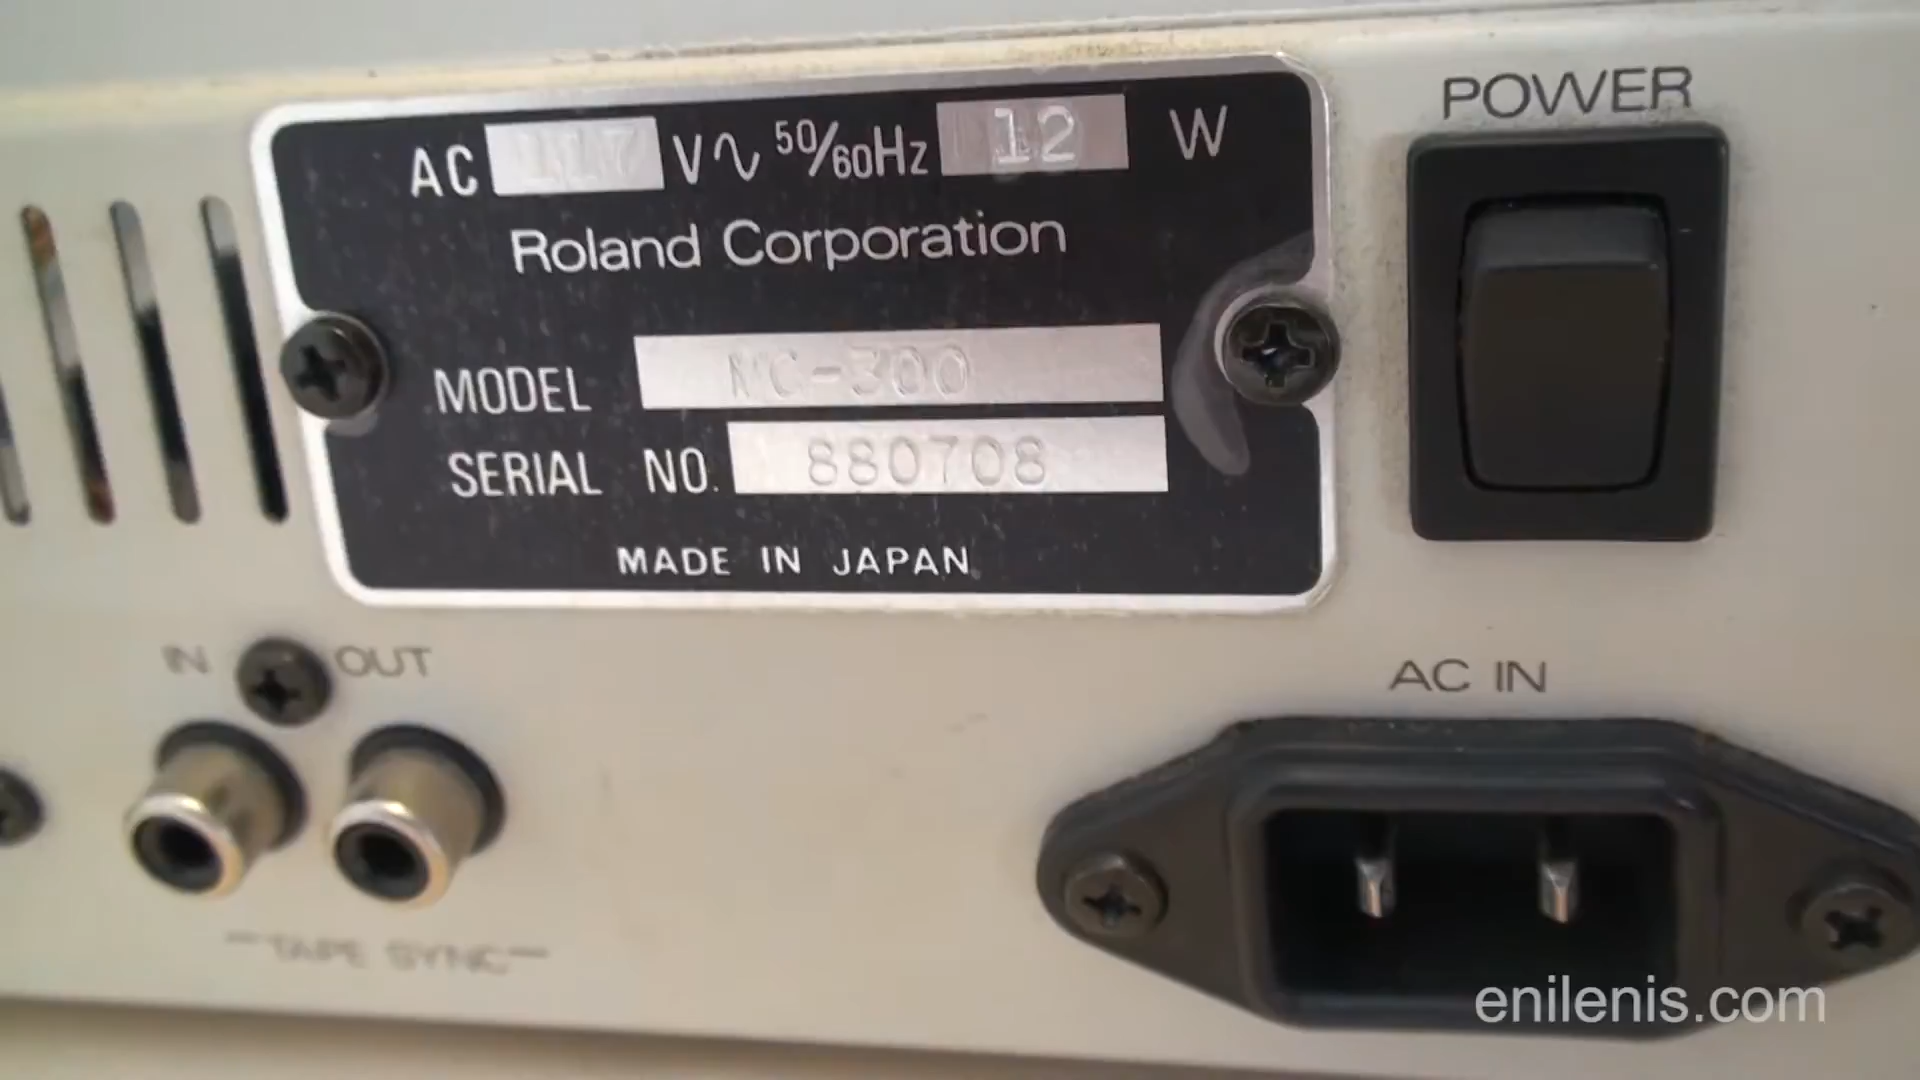 POWER
AC 117 V∿ 50/60Hz 12 W
Roland Corporation
MODEL MC-300
SERIAL NO. 880708
MADE IN JAPAN
IN OUT
AC IN
TAPE SYNC
enilenis.com